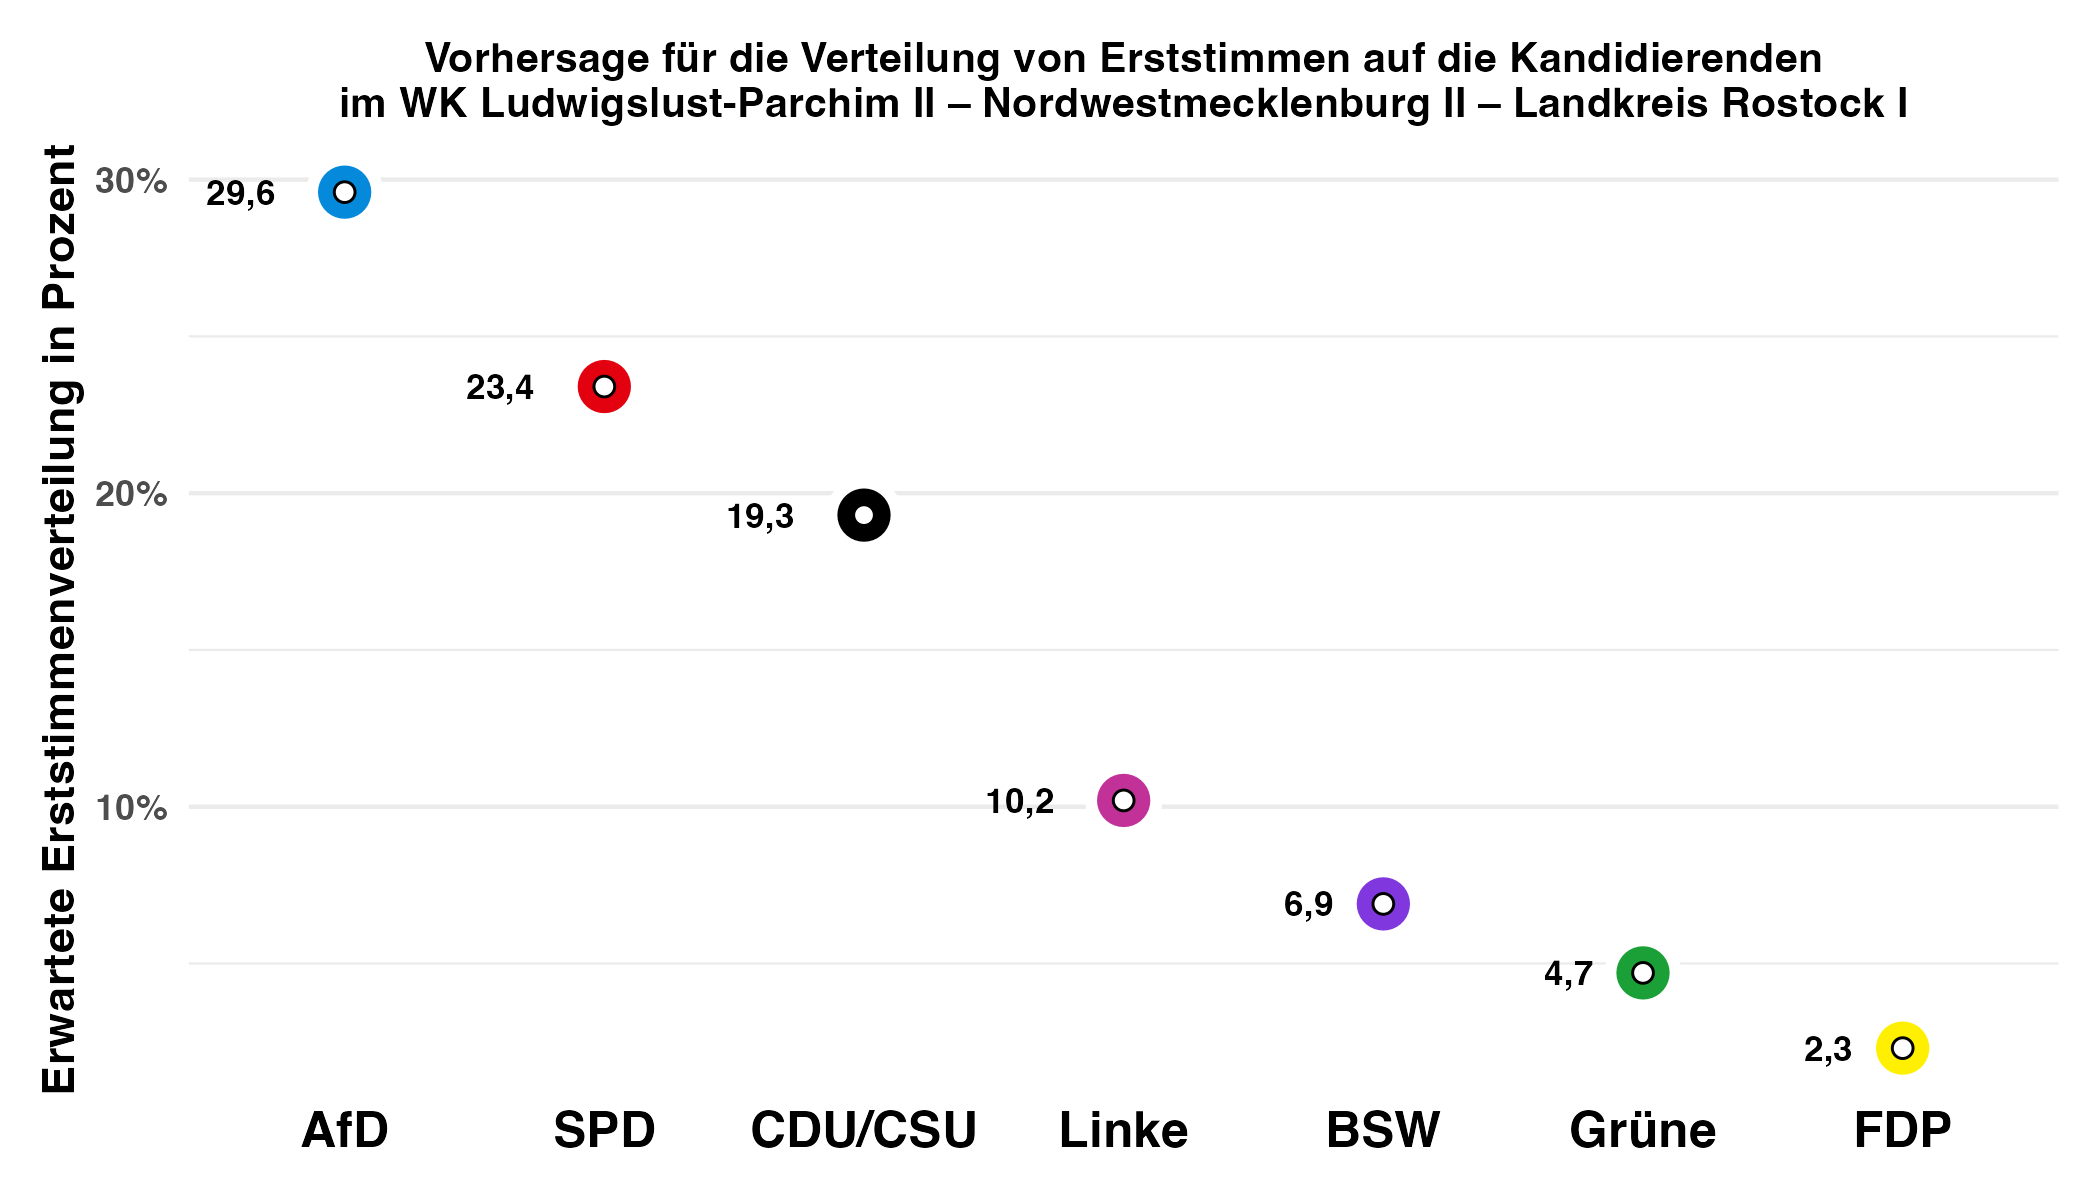 Vorhersage für die Verteilung von Erststimmen auf die Kandidierenden
im WK Ludwigslust-Parchim II – Nordwestmecklenburg II – Landkreis Rostock I
Erwartete Erststimmenverteilung in Prozent
30%
20%
10%
29,6
23,4
19,3
10,2
6,9
4,7
2,3
AfD
SPD
CDU/CSU
Linke
BSW
Grüne
FDP